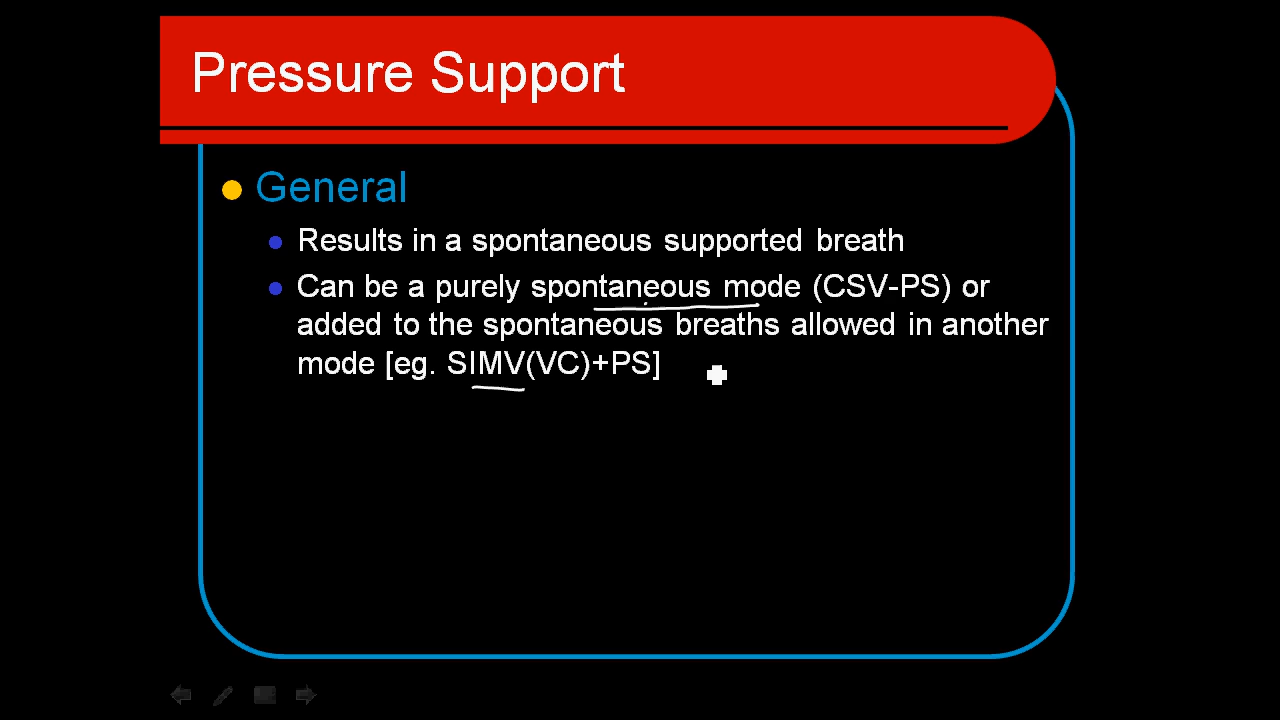 Pressure Support
General
Results in a spontaneous supported breath
Can be a purely spontaneous mode (CSV-PS) or
added to the spontaneous breaths allowed in another
mode [eg. SIMV(VC)+PS]